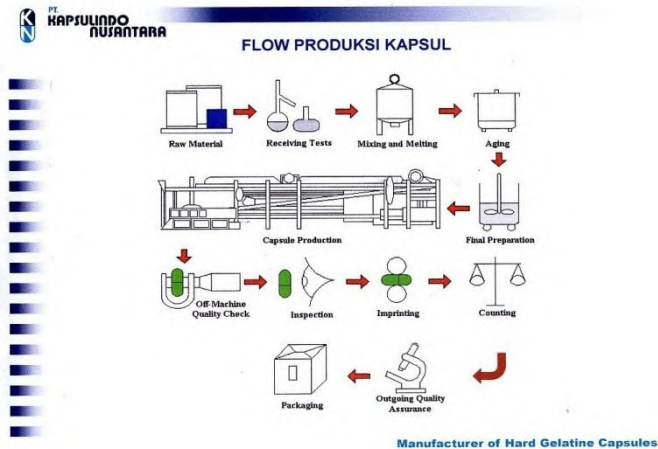 PT.
KAPSULINDO
NUSANTARA
KN
FLOW PRODUKSI KAPSUL
Raw Material
Receiving Tests
Mixing and Melting
Aging
Capsule Production
Final Preparation
Off-Machine
Quality Check
Inspection
Imprinting
Counting
Packaging
Outgoing Quality
Assurance
Manufacturer of Hard Gelatine Capsules